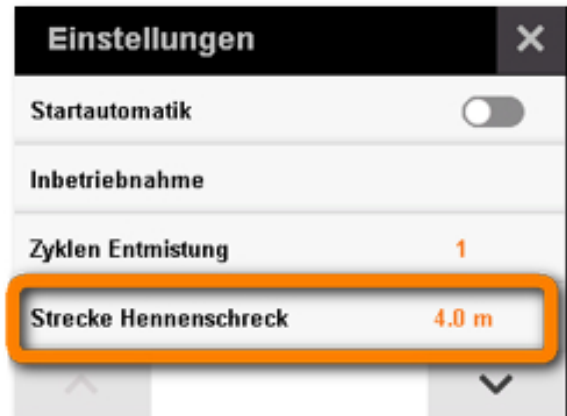 Einstellungen
Startautomatik
Inbetriebnahme
Zyklen Entmistung 1
Strecke Hennenschreck 4.0 m